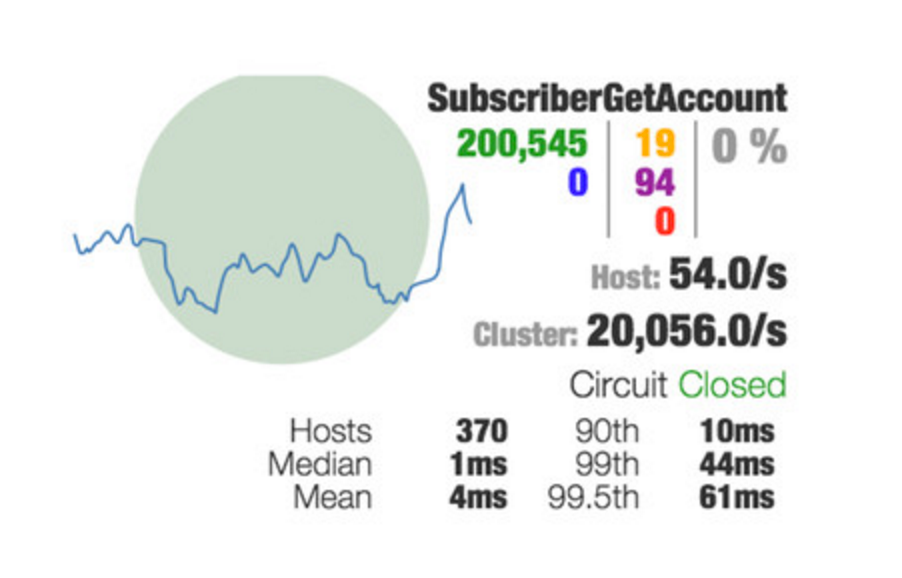 SubscriberGetAccount
200,545 19 0 %
0 94
0
Host: 54.0/s
Cluster: 20,056.0/s
Circuit Closed
Hosts 370 90th 10ms
Median 1ms 99th 44ms
Mean 4ms 99.5th 61ms